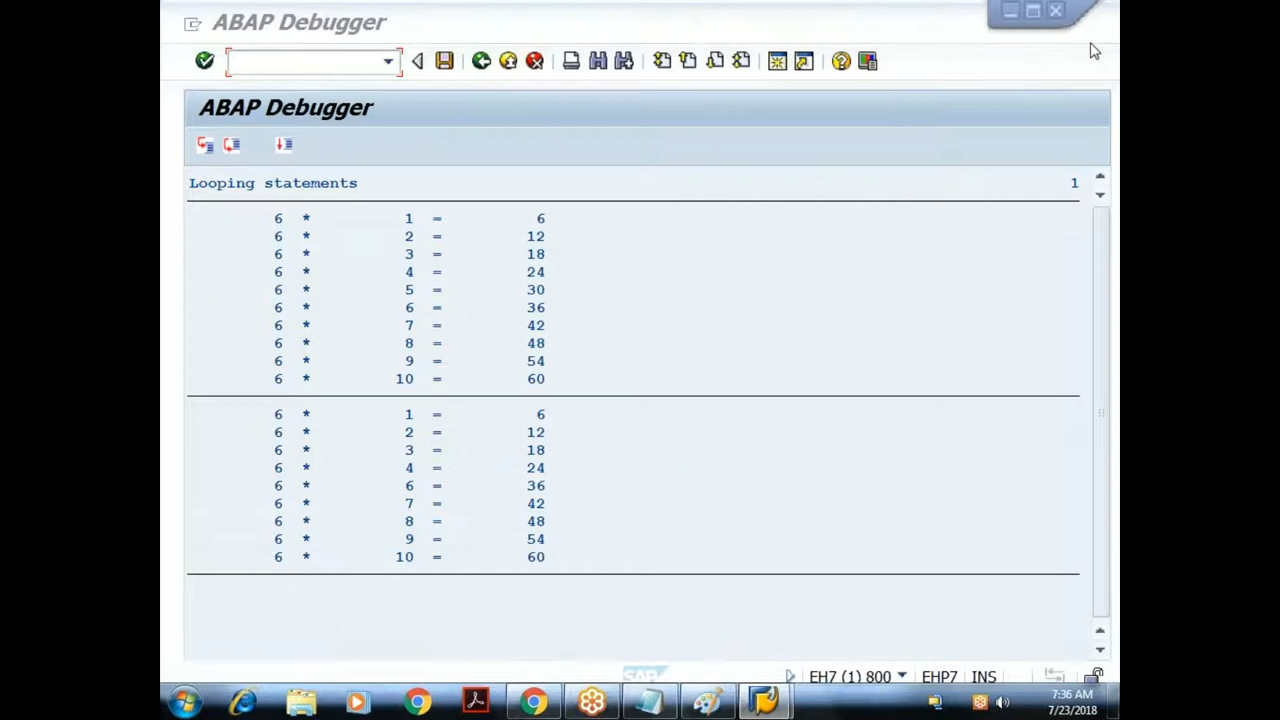 ABAP Debugger
ABAP Debugger
Looping statements 1
6 * 1 = 6
6 * 2 = 12
6 * 3 = 18
6 * 4 = 24
6 * 5 = 30
6 * 6 = 36
6 * 7 = 42
6 * 8 = 48
6 * 9 = 54
6 * 10 = 60
6 * 1 = 6
6 * 2 = 12
6 * 3 = 18
6 * 4 = 24
6 * 6 = 36
6 * 7 = 42
6 * 8 = 48
6 * 9 = 54
6 * 10 = 60
SAP EH7 (1) 800 EHP7 INS
7:36 AM
7/23/2018